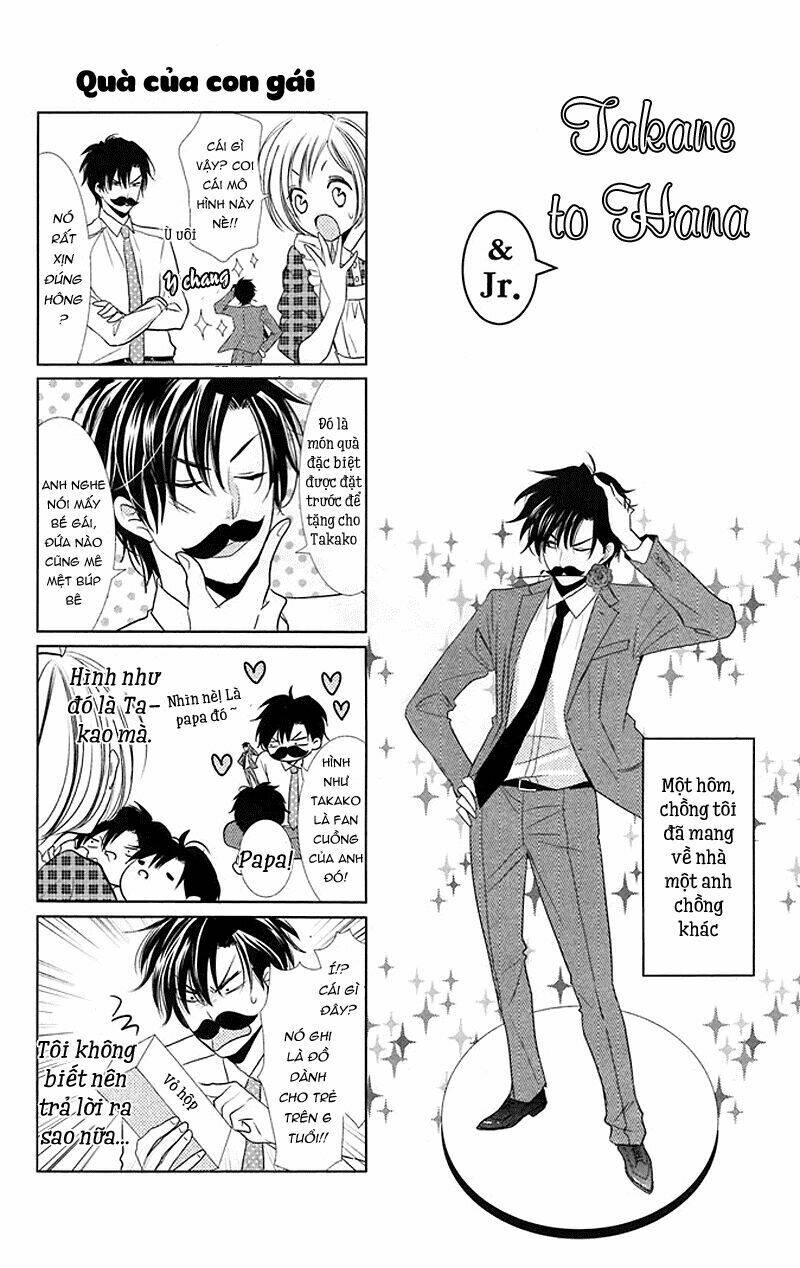 Takane
to Hana
&
Jr.
Một hôm,
chồng tôi
đã mang
về nhà
một anh
chồng
khác
Quà của con gái
CÁI GÌ
VẬY? COI
CÁI MÔ
HÌNH NÀY
NÈ!!
Ừ uôi
Y chang
NÓ
RẤT
XỊN
ĐÚNG
HÔNG
?
Đó là
món quà
đặc biệt
được đặt
trước để
tặng cho
Takako
ANH NGHE
NÓI MẤY
BÉ GÁI,
ĐỨA NÀO
CŨNG MÊ
MỆT BÚP
BÊ
Hình như
đó là Ta-
kao mà.
Nhìn nè! Là
papa đó ~
HÌNH
NHƯ
TAKAKO
LÀ FAN
CUỒNG
CỦA ANH
ĐÓ!
Papa!
Í!?
CÁI GÌ
ĐÂY?
NÓ GHI
LÀ ĐỒ
DÀNH
CHO TRẺ
TRÊN 6
TUỔI!!
Vỏ hộp
Tôi không
biết nên
trả lời ra
sao nữa...